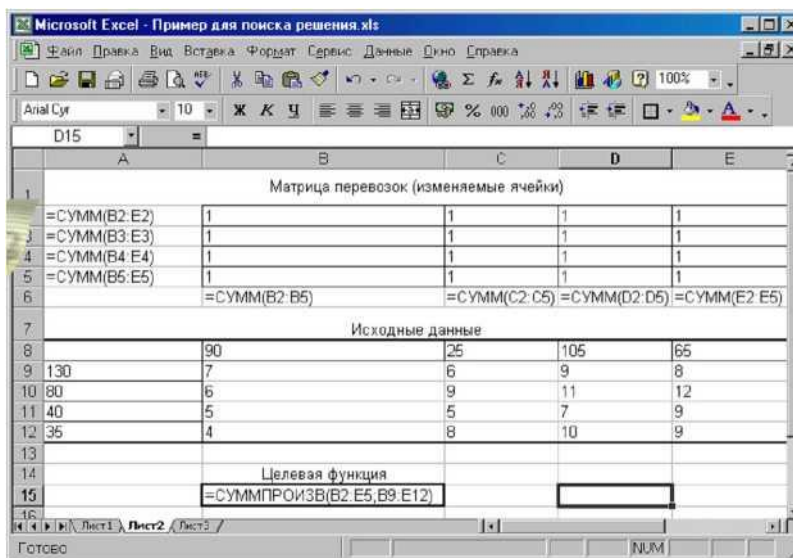 Microsoft Excel - Пример для поиска решения.xls
Файл Правка Вид Вставка Формат Сервис Данные Окно Справка
100%
Arial Cyr 10 Ж К Ч % 000
D15 =
A B C D E
1 Матрица перевозок (изменяемые ячейки)
=СУММ(B2:E2) 1 1 1 1
3 =СУММ(B3:E3) 1 1 1 1
4 =СУММ(B4:E4) 1 1 1 1
5 =СУММ(B5:E5) 1 1 1 1
6 =СУММ(B2:B5) =СУММ(C2:C5) =СУММ(D2:D5) =СУММ(E2:E5)
7 Исходные данные
8 90 25 105 65
9 130 7 6 9 8
10 80 6 9 11 12
11 40 5 5 7 9
12 35 4 8 10 9
13
14 Целевая функция
15 =СУММПРОИЗВ(B2:E5;B9:E12)
16
Лист1 Лист2 Лист3
Готово NUM